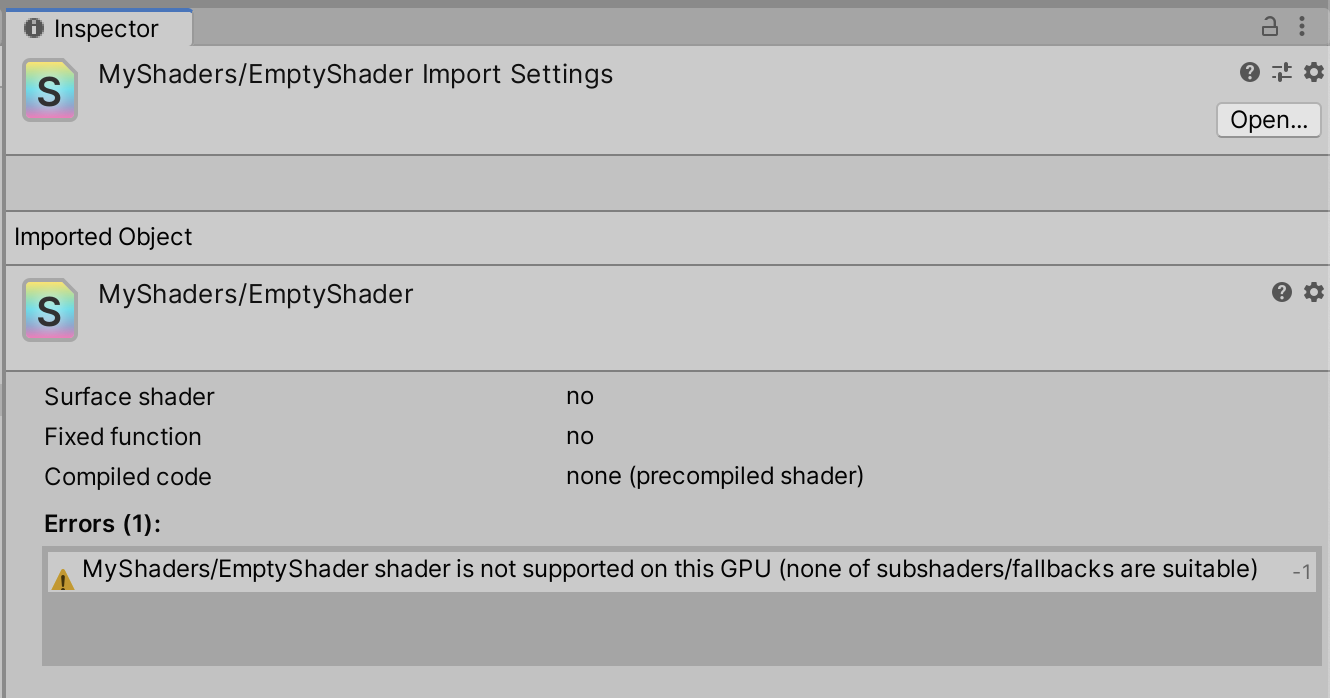 Inspector
S MyShaders/EmptyShader Import Settings
Open...
Imported Object
S MyShaders/EmptyShader
Surface shader no
Fixed function no
Compiled code none (precompiled shader)
Errors (1):
MyShaders/EmptyShader shader is not supported on this GPU (none of subshaders/fallbacks are suitable) -1